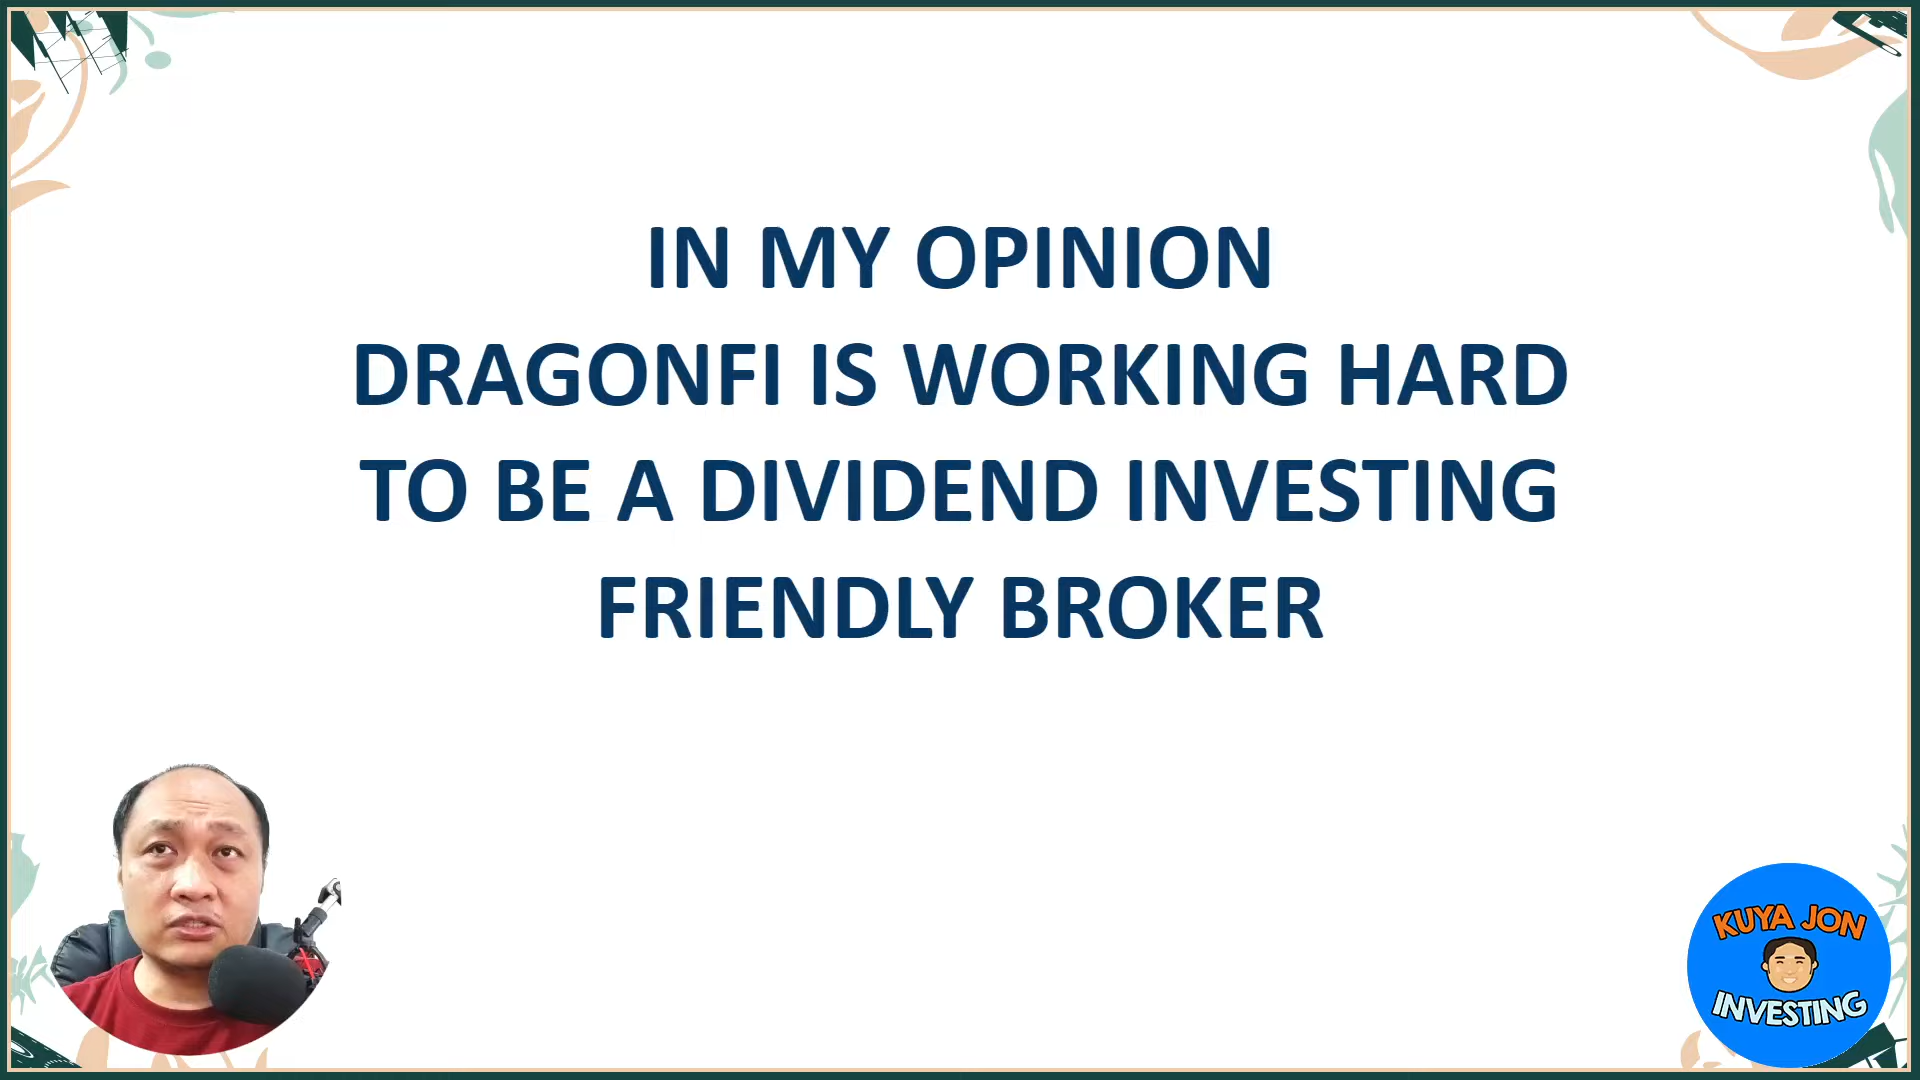 IN MY OPINION
DRAGONFI IS WORKING HARD
TO BE A DIVIDEND INVESTING
FRIENDLY BROKER
KUYA JON
INVESTING